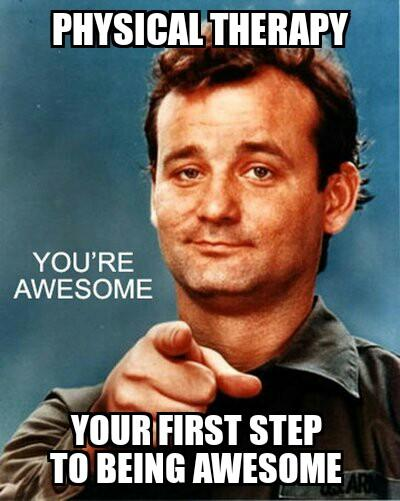 PHYSICAL THERAPY
YOU'RE
AWESOME
YOUR FIRST STEP
TO BEING AWESOME